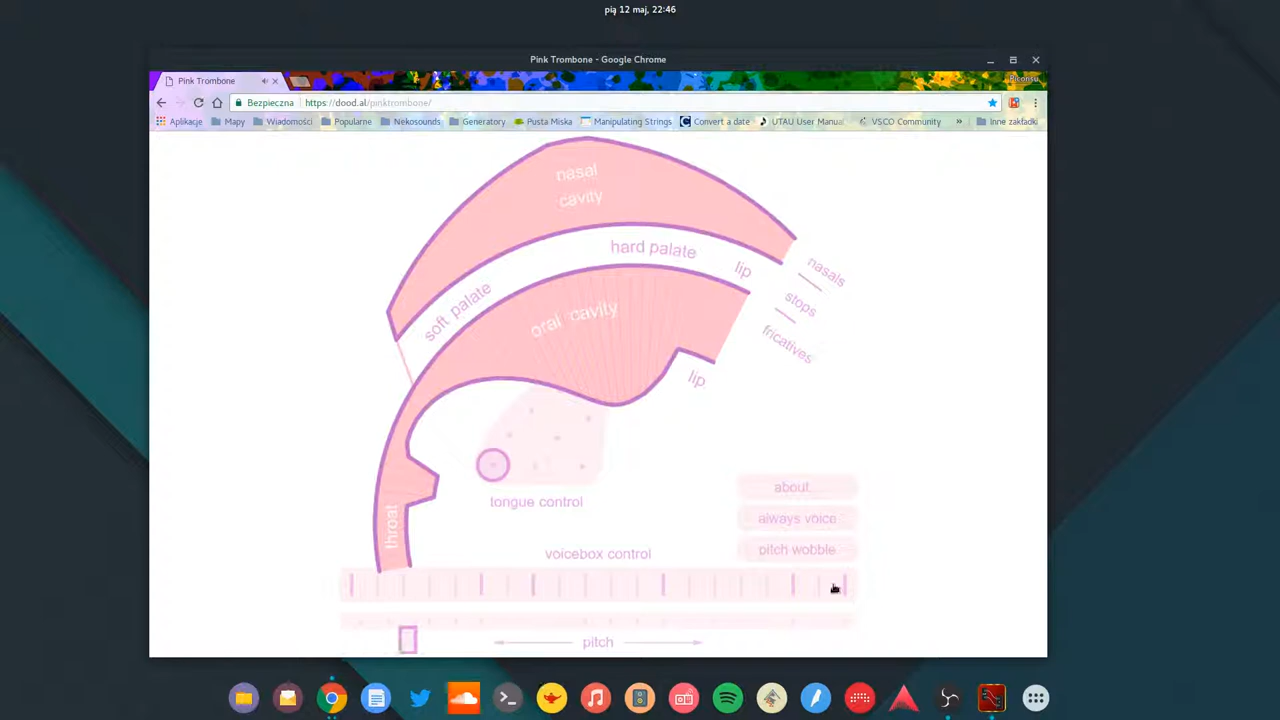 pią 12 maj, 22:46
Pink Trombone - Google Chrome
Pink Trombone
Riconsu
Bezpieczna
https://dood.al/pinktrombone/
Aplikacje
Mapy
Wiadomości
Popularne
Nekosounds
Generatory
Pusta Miska
Manipulating Strings
Convert a date
UTAU User Manua
VSCO Community
»
Inne zakładki
nasal
cavity
hard palate
lip
nasals
soft palate
stops
oral cavity
fricatives
lip
throat
tongue control
about...
always voice
pitch wobble
voicebox control
pitch